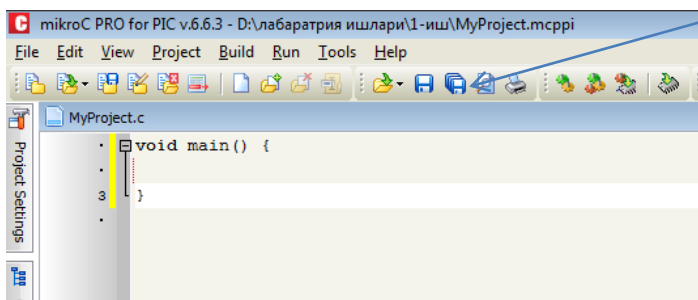 mikroC PRO for PIC v.6.6.3 - D:\лабаратрия ишлари\1-иш\MyProject.mcppi
File Edit View Project Build Run Tools Help
MyProject.c
Project Settings
void main() {
3 }